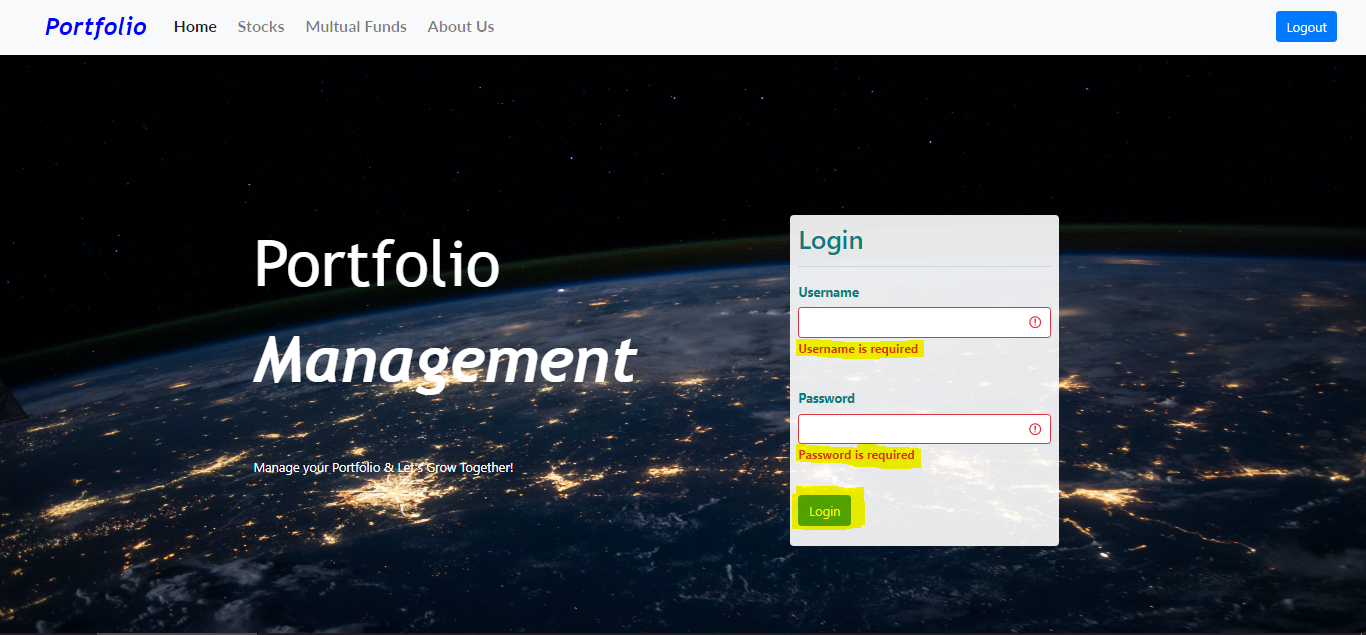 Portfolio Home Stocks Multual Funds About Us Logout
Portfolio
Management
Manage your Portfolio & Let's Grow Together!
Login
Username
Username is required
Password
Password is required
Login